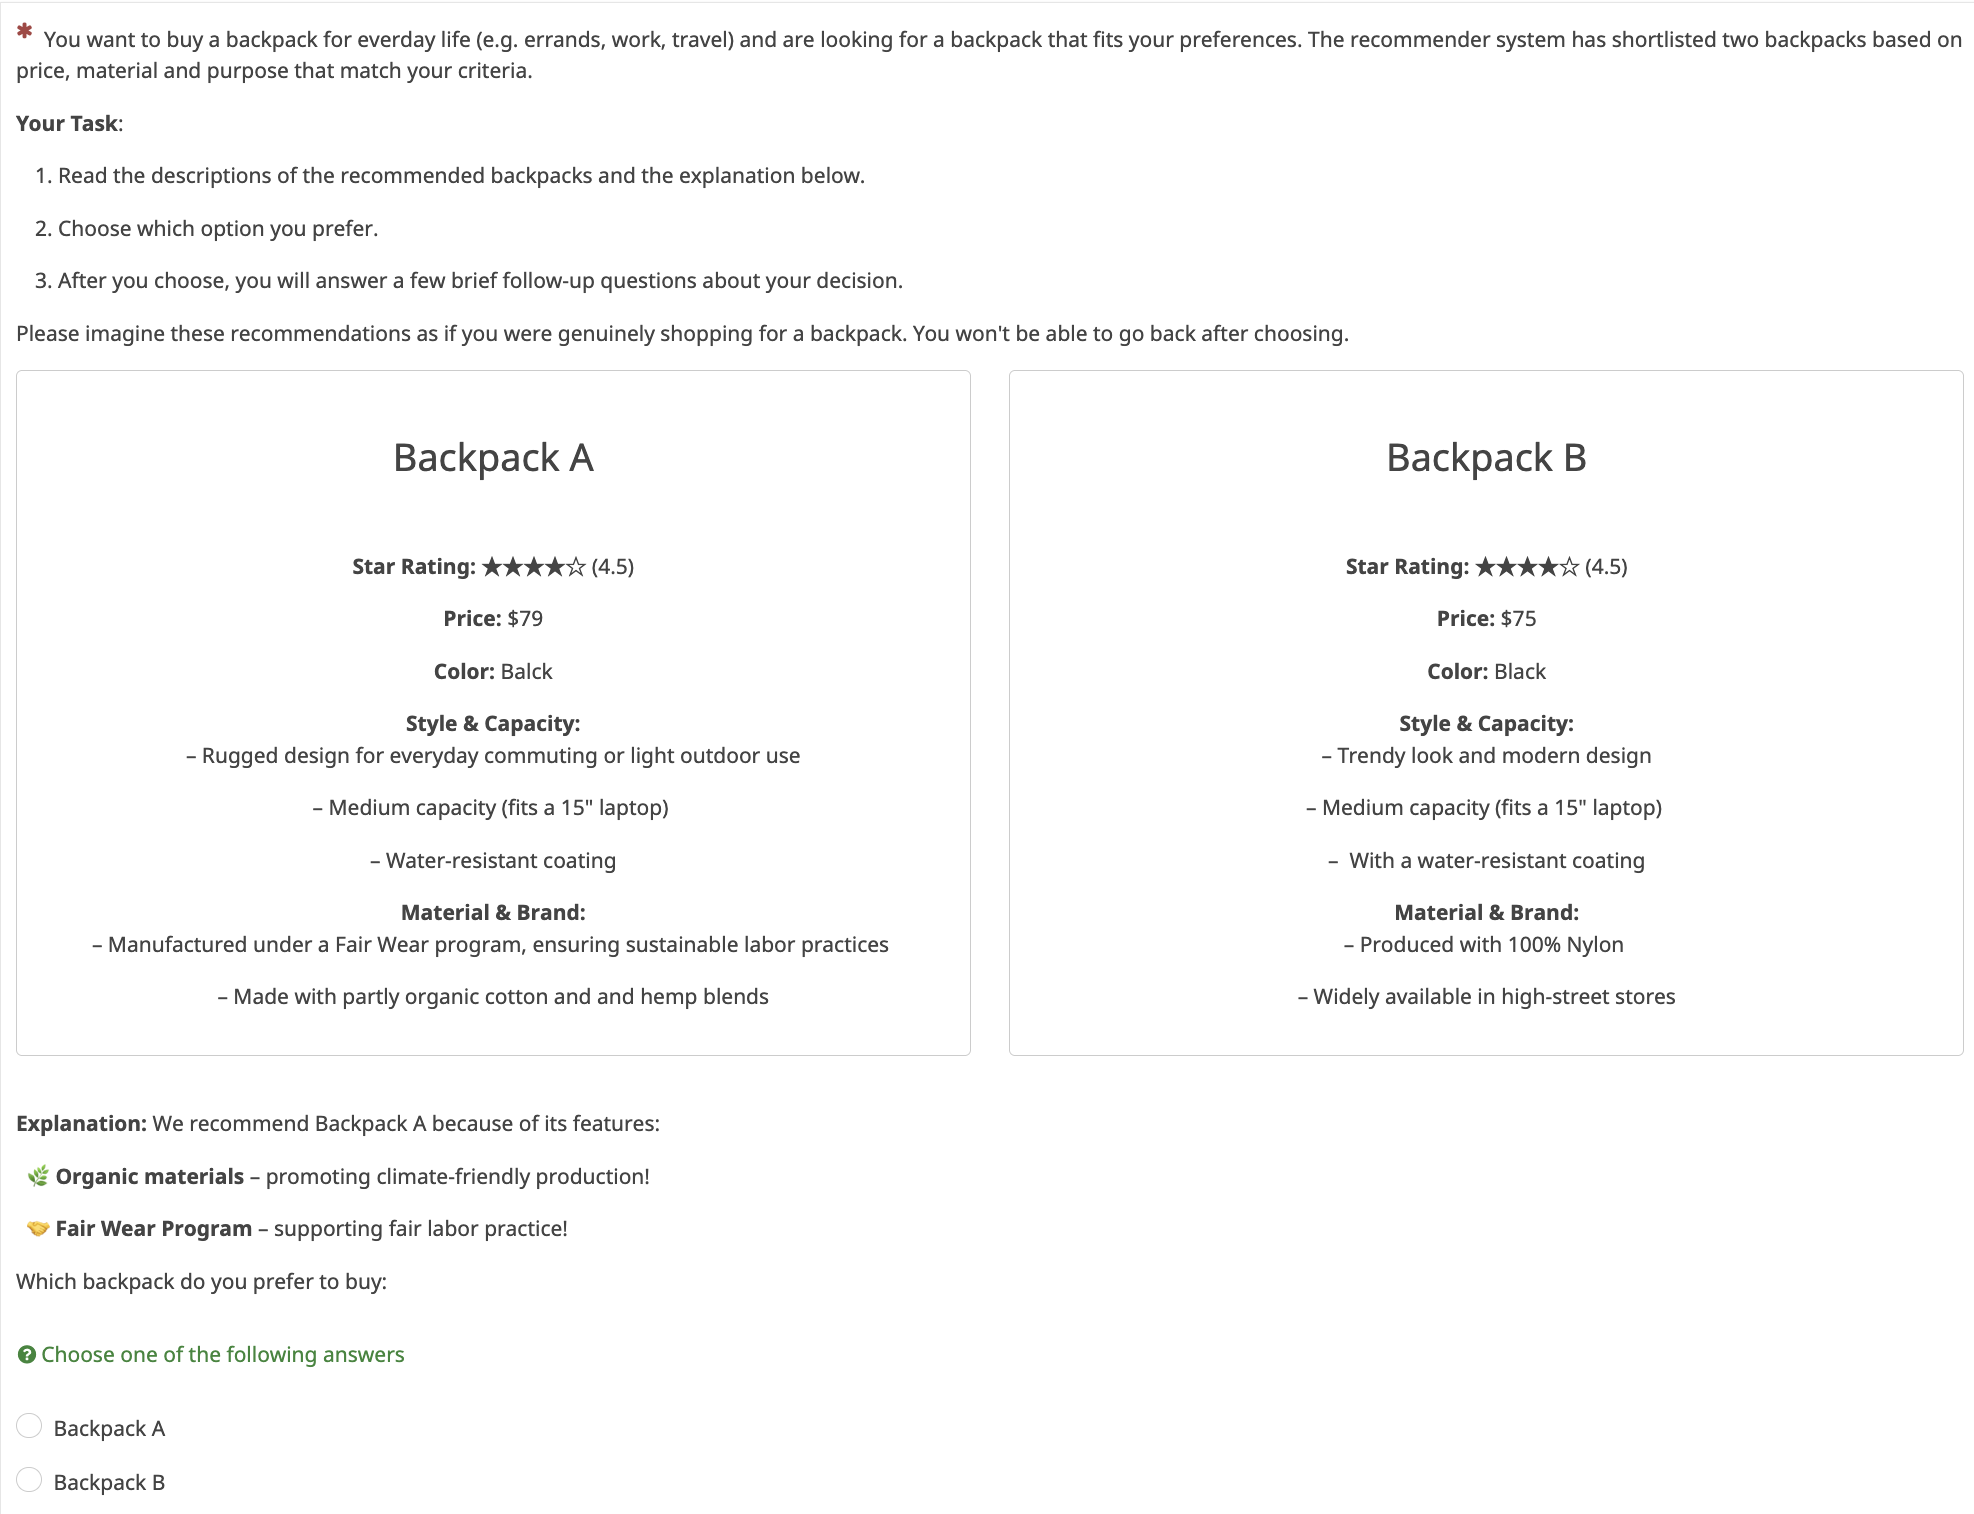 * You want to buy a backpack for everday life (e.g. errands, work, travel) and are looking for a backpack that fits your preferences. The recommender system has shortlisted two backpacks based on
price, material and purpose that match your criteria.
Your Task:
1. Read the descriptions of the recommended backpacks and the explanation below.
2. Choose which option you prefer.
3. After you choose, you will answer a few brief follow-up questions about your decision.
Please imagine these recommendations as if you were genuinely shopping for a backpack. You won't be able to go back after choosing.
Backpack A
Star Rating: ★★★★☆ (4.5)
Price: $79
Color: Balck
Style & Capacity:
– Rugged design for everyday commuting or light outdoor use
– Medium capacity (fits a 15" laptop)
– Water-resistant coating
Material & Brand:
– Manufactured under a Fair Wear program, ensuring sustainable labor practices
– Made with partly organic cotton and and hemp blends
Backpack B
Star Rating: ★★★★☆ (4.5)
Price: $75
Color: Black
Style & Capacity:
– Trendy look and modern design
– Medium capacity (fits a 15" laptop)
– With a water-resistant coating
Material & Brand:
– Produced with 100% Nylon
– Widely available in high-street stores
Explanation: We recommend Backpack A because of its features:
🌿 Organic materials – promoting climate-friendly production!
🤝 Fair Wear Program – supporting fair labor practice!
Which backpack do you prefer to buy:
? Choose one of the following answers
Backpack A
Backpack B